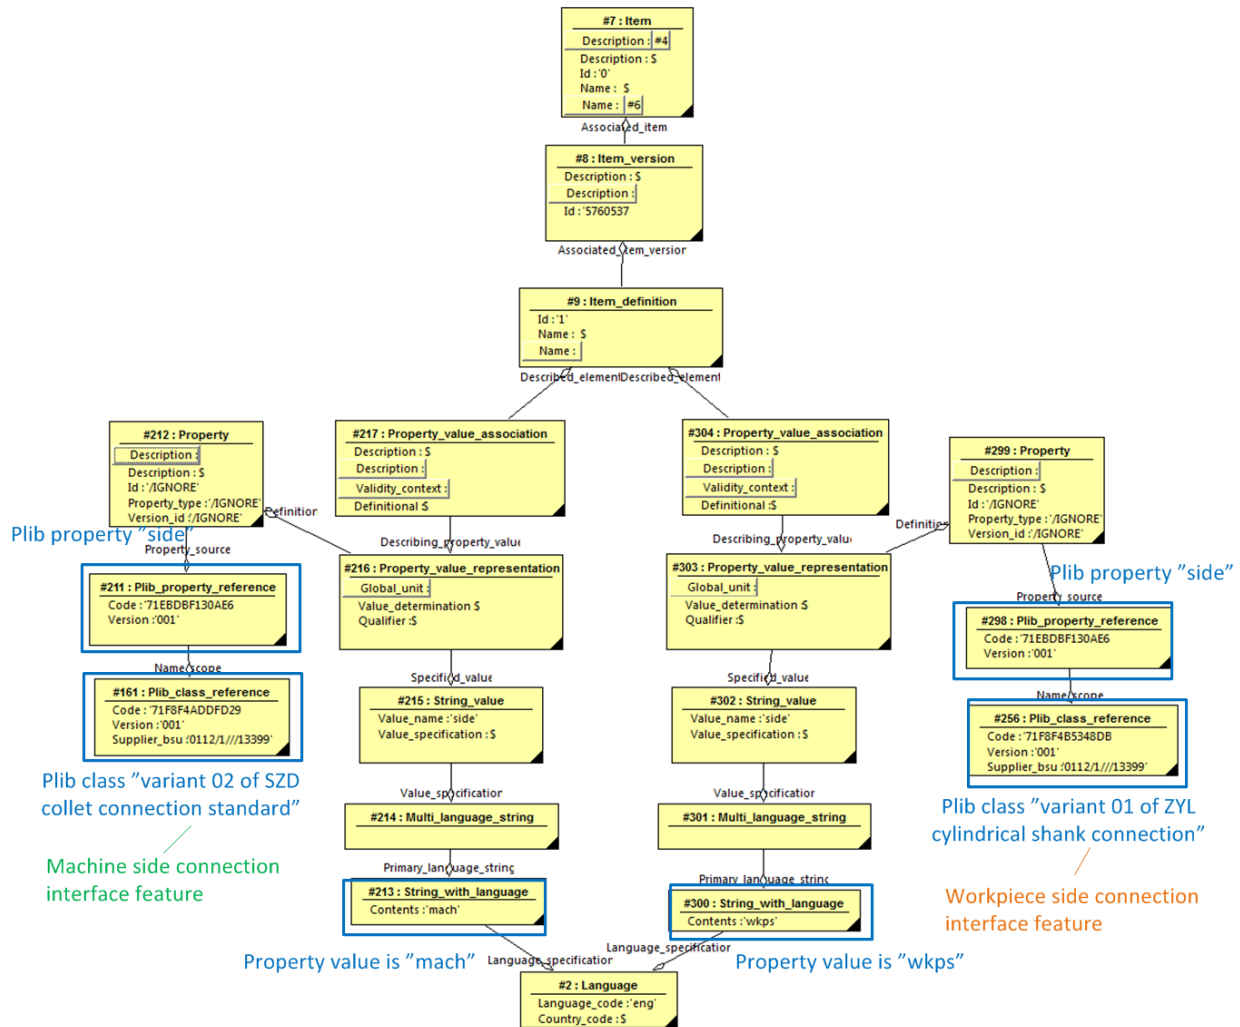 #7 : Item
Description : #4
Description : $
Id : '0'
Name : $
Name : #6
Associated_item
#8 : Item_version
Description : $
Description :
Id : '5760537
Associated_item_version
#9 : Item_definition
Id : '1'
Name : $
Name :
Described_element
Described_element
#212 : Property
Description :
Description : $
Id : '/IGNORE'
Property_type : '/IGNORE'
Version_id : '/IGNORE'
Definition
Plib property "side"
Property_source
#211 : Plib_property_reference
Code : '71EBDBF130AE6
Version : '001'
Name_scope
#161 : Plib_class_reference
Code : '71F8F4ADDFD29
Version : '001'
Supplier_bsu : '0112/1///13399'
Plib class ”variant 02 of SZD
collet connection standard”
Machine side connection
interface feature
#217 : Property_value_association
Description : $
Description :
Validity_context :
Definitional : $
Describing_property_value
#216 : Property_value_representation
Global_unit :
Value_determination : $
Qualifier : $
Specified_value
#215 : String_value
Value_name : 'side'
Value_specification : $
Value_specification
#214 : Multi_language_string
Primary_language_string
#213 : String_with_language
Contents : 'mach'
Property value is ”mach”
Language_specification
#304 : Property_value_association
Description : $
Description :
Validity_context :
Definitional : $
Describing_property_value
#303 : Property_value_representation
Global_unit :
Value_determination : $
Qualifier : $
Specified_value
#302 : String_value
Value_name : 'side'
Value_specification : $
Value_specification
#301 : Multi_language_string
Primary_language_string
#300 : String_with_language
Contents : 'wkps'
Language_specification
Property value is ”wkps”
#299 : Property
Description :
Description : $
Id : '/IGNORE'
Property_type : '/IGNORE'
Version_id : '/IGNORE'
Definition
Plib property ”side”
Property_source
#298 : Plib_property_reference
Code : '71EBDBF130AE6
Version : '001'
Name_scope
#256 : Plib_class_reference
Code : '71F8F4B5348DB
Version : '001'
Supplier_bsu : '0112/1///13399'
Plib class ”variant 01 of ZYL
cylindrical shank connection”
Workpiece side connection
interface feature
#2 : Language
Language_code : 'eng'
Country_code : $